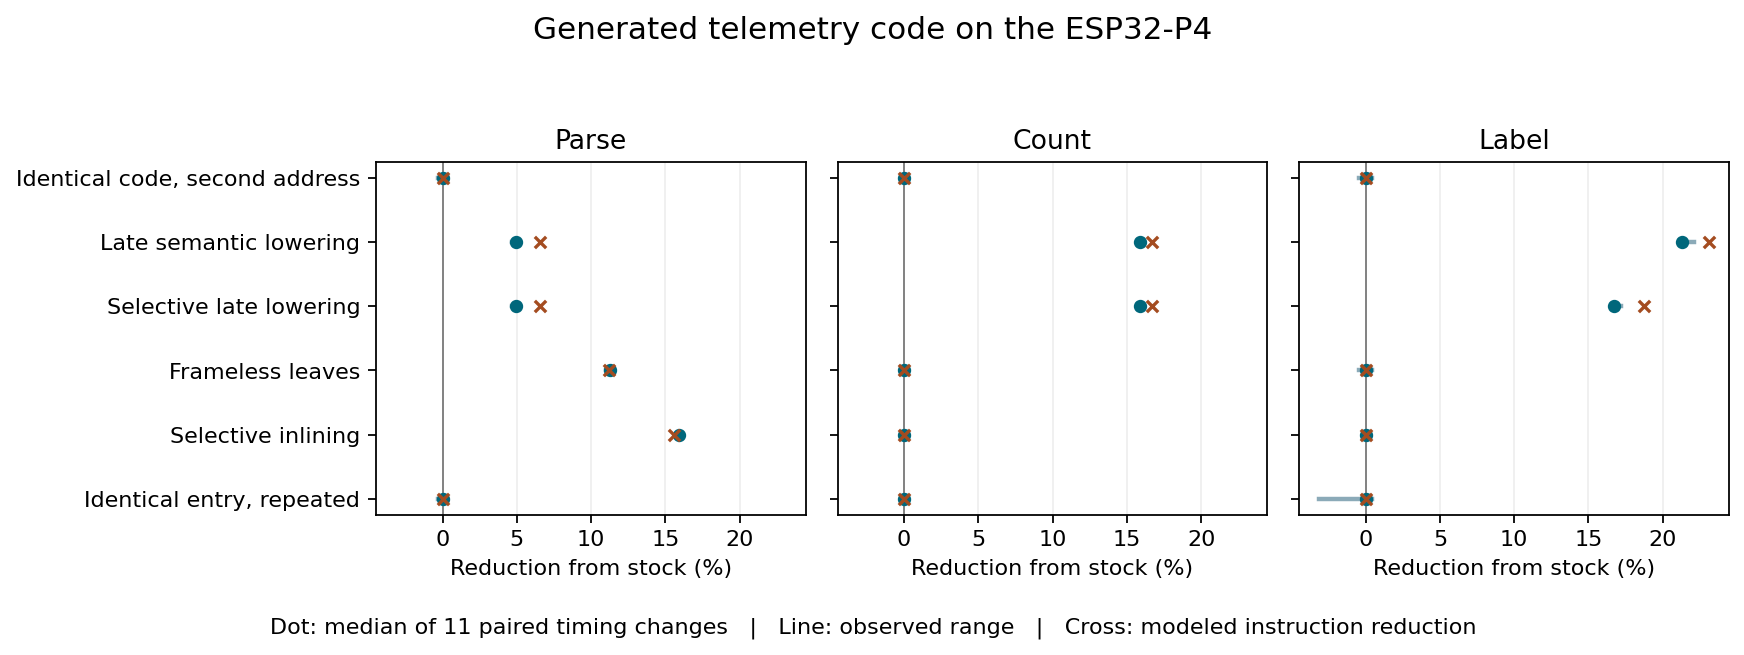 Generated telemetry code on the ESP32-P4
Parse
Count
Label
Identical code, second address
Late semantic lowering
Selective late lowering
Frameless leaves
Selective inlining
Identical entry, repeated
0 5 10 15 20
0 5 10 15 20
0 5 10 15 20
Reduction from stock (%)
Reduction from stock (%)
Reduction from stock (%)
Dot: median of 11 paired timing changes | Line: observed range | Cross: modeled instruction reduction